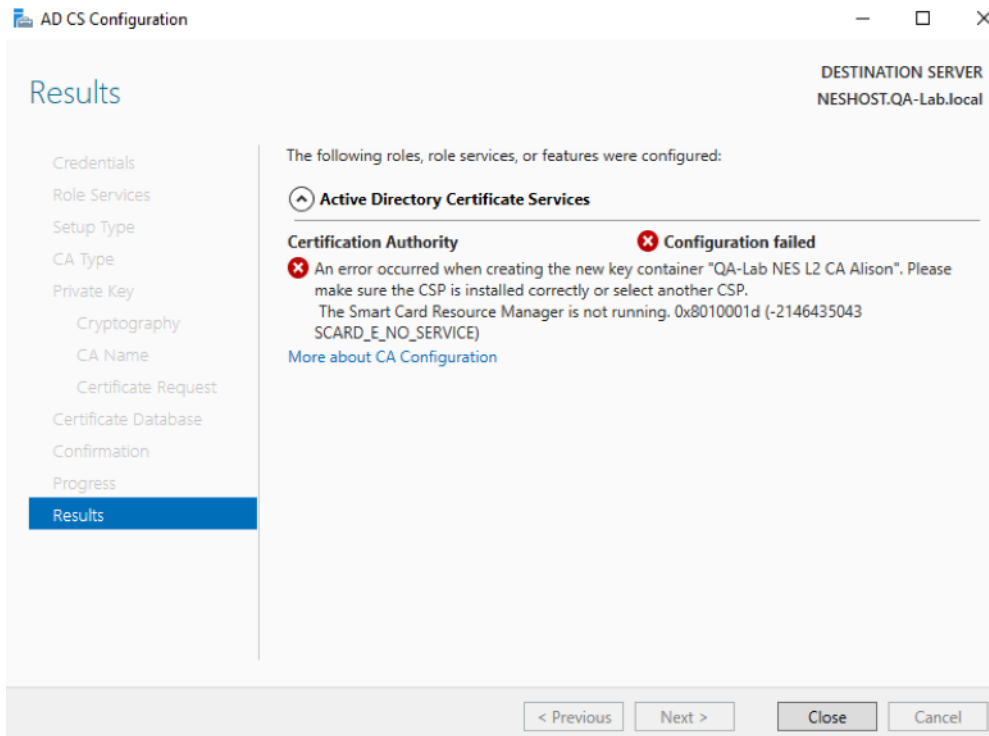 AD CS Configuration
DESTINATION SERVER
NESHOST.QA-Lab.local
Results
Credentials
Role Services
Setup Type
CA Type
Private Key
Cryptography
CA Name
Certificate Request
Certificate Database
Confirmation
Progress
Results
The following roles, role services, or features were configured:
Active Directory Certificate Services
Certification Authority
Configuration failed
An error occurred when creating the new key container "QA-Lab NES L2 CA Alison". Please
make sure the CSP is installed correctly or select another CSP.
The Smart Card Resource Manager is not running. 0x8010001d (-2146435043
SCARD_E_NO_SERVICE)
More about CA Configuration
< Previous
Next >
Close
Cancel